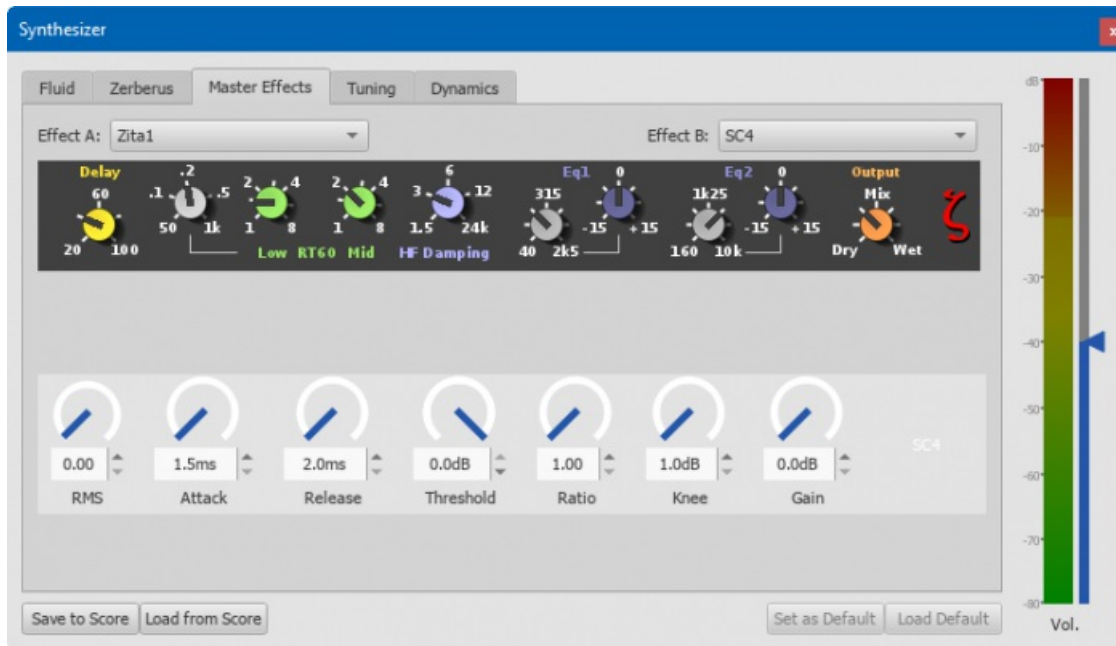 Synthesizer
x
Fluid Zerberus Master Effects Tuning Dynamics
Effect A: Zita1 Effect B: SC4
Delay Eq1 Eq2 Output
60 .2 6 0 0
.1 .5 2 4 2 4 3 12 315 1k25 Mix
50 1k 1 8 1 8 1.5 24k -15 +15 -15 +15
20 100 Low RT60 Mid HF Damping 40 2k5 160 10k Dry Wet
ζ
SC4
0.00 1.5ms 2.0ms 0.0dB 1.00 1.0dB 0.0dB
RMS Attack Release Threshold Ratio Knee Gain
Save to Score Load from Score Set as Default Load Default
dB
-10
-20
-30
-40
-50
-60
-70
-80
Vol.